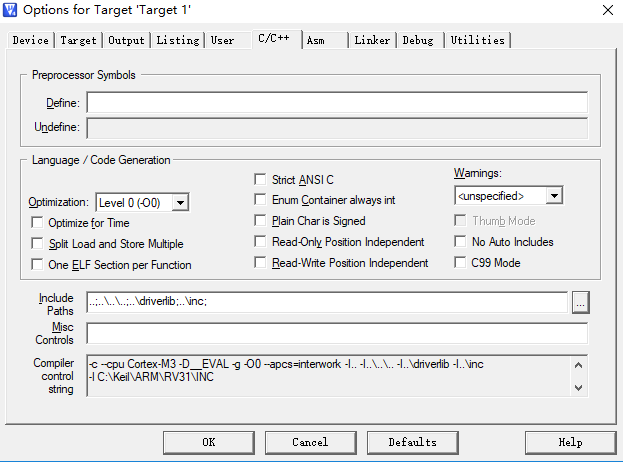 Options for Target 'Target 1'
Device Target Output Listing User C/C++ Asm Linker Debug Utilities
Preprocessor Symbols
Define:
Undefine:
Language / Code Generation
Strict ANSI C
Warnings:
Optimization: Level 0 (-O0)
Enum Container always int
<unspecified>
Optimize for Time
Plain Char is Signed
Thumb Mode
Split Load and Store Multiple
Read-Only Position Independent
No Auto Includes
One ELF Section per Function
Read-Write Position Independent
C99 Mode
Include Paths
..;..\..\..;..\driverlib;..\inc;
...
Misc Controls
Compiler control string
-c --cpu Cortex-M3 -D__EVAL -g -O0 --apcs=interwork -I.. -I..\..\.. -I..\driverlib -I..\inc
-I C:\Keil\ARM\RV31\INC
OK Cancel Defaults Help